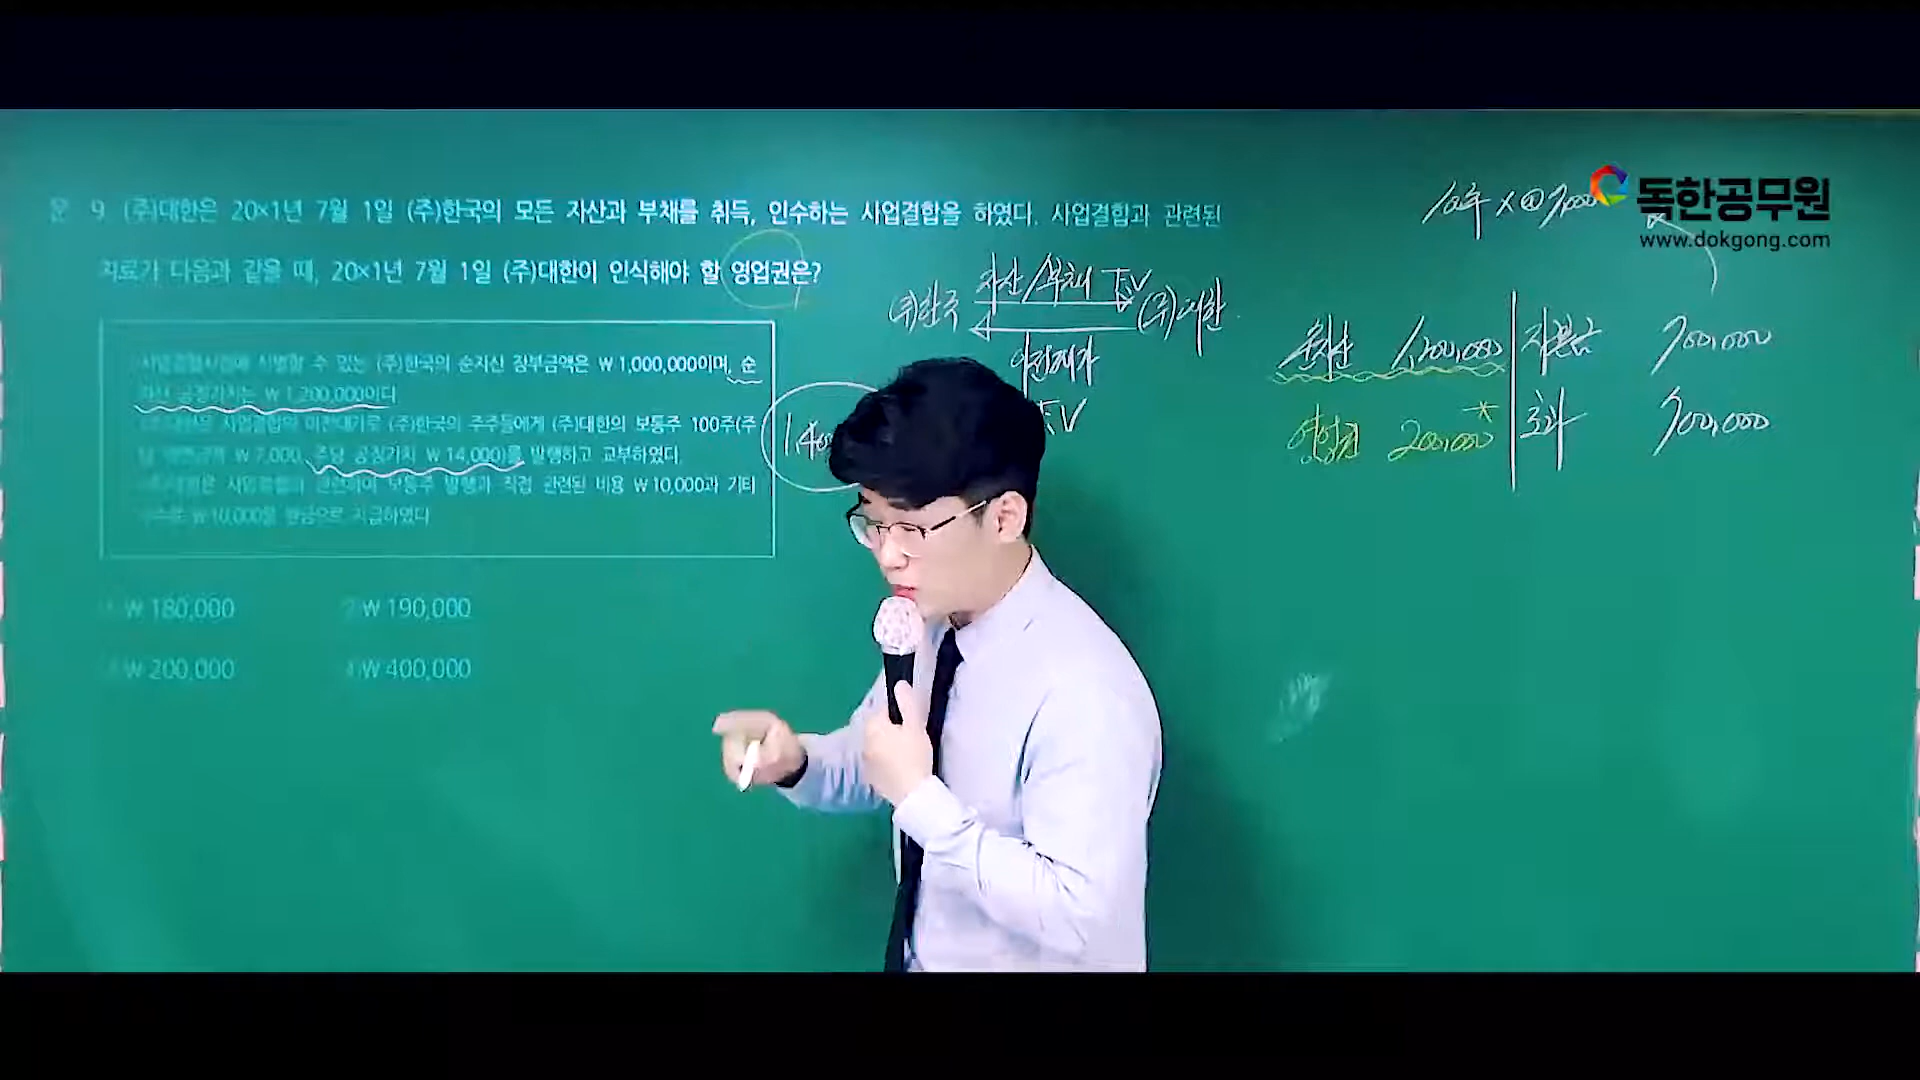 문 9 (주)대한은 20×1년 7월 1일 (주)한국의 모든 자산과 부채를 취득, 인수하는 사업결합을 하였다. 사업결합과 관련된
자료가 다음과 같을 때, 20×1년 7월 1일 (주)대한이 인식해야 할 영업권은?
사업결합시점에 식별할 수 있는 (주)한국의 순자산 장부금액은 ₩1,000,000이며, 순
자산 공정가치는 ₩1,200,000이다
(주)대한은 사업결합의 이전대가로 (주)한국의 주주들에게 (주)대한의 보통주 100주(주
당 액면금액 ₩7,000, 주당 공정가치 ₩14,000)를 발행하고 교부하였다.
(주)대한은 사업결합과 관련하여 보통주 발행과 직접 관련된 비용 ₩10,000과 기타
수수료 ₩10,000을 현금으로 지급하였다
₩180,000
2 ₩190,000
₩200,000
4 ₩400,000
(주)한국
자산/부채 F.V
(주)대한
이전대가
F.V
1,40
100주 × @7,000
순자산 1,200,000
자본금 700,000
영업권 200,000 *
초과 700,000
독한공무원
www.dokgong.com